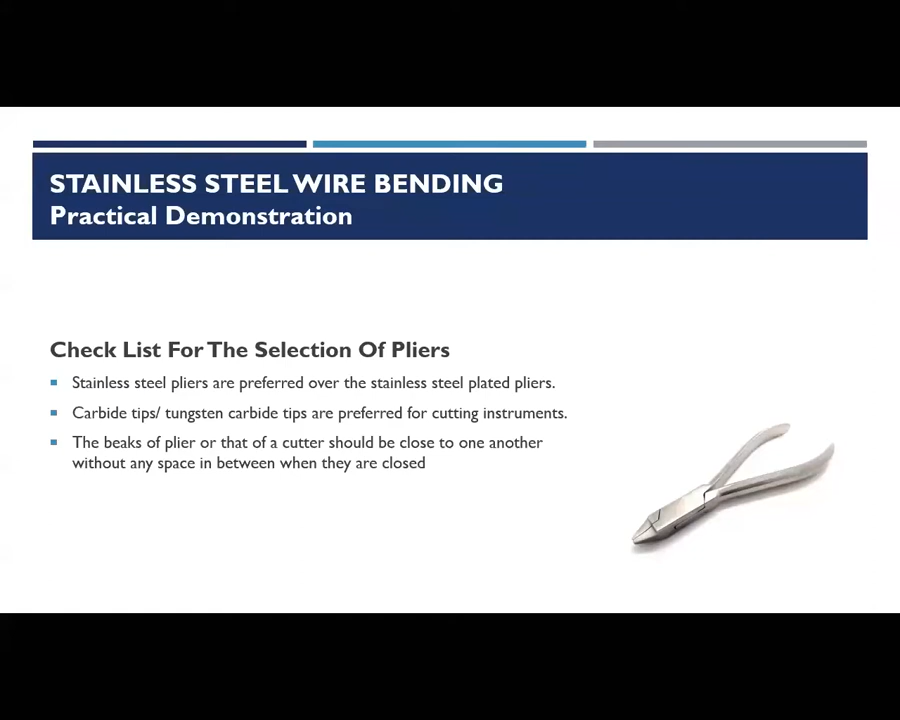 STAINLESS STEEL WIRE BENDING
Practical Demonstration
Check List For The Selection Of Pliers
Stainless steel pliers are preferred over the stainless steel plated pliers.
Carbide tips/ tungsten carbide tips are preferred for cutting instruments.
The beaks of plier or that of a cutter should be close to one another
without any space in between when they are closed